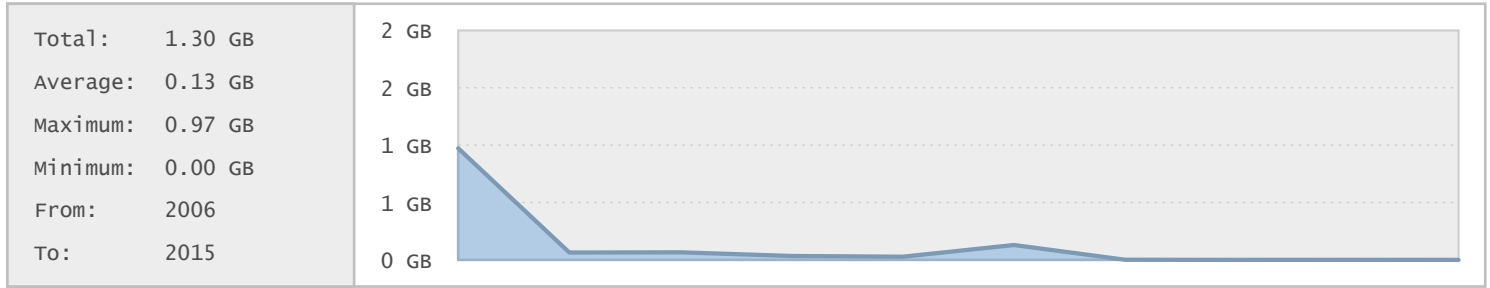 Total: 1.30 GB
Average: 0.13 GB
Maximum: 0.97 GB
Minimum: 0.00 GB
From: 2006
To: 2015
2 GB
2 GB
1 GB
1 GB
0 GB